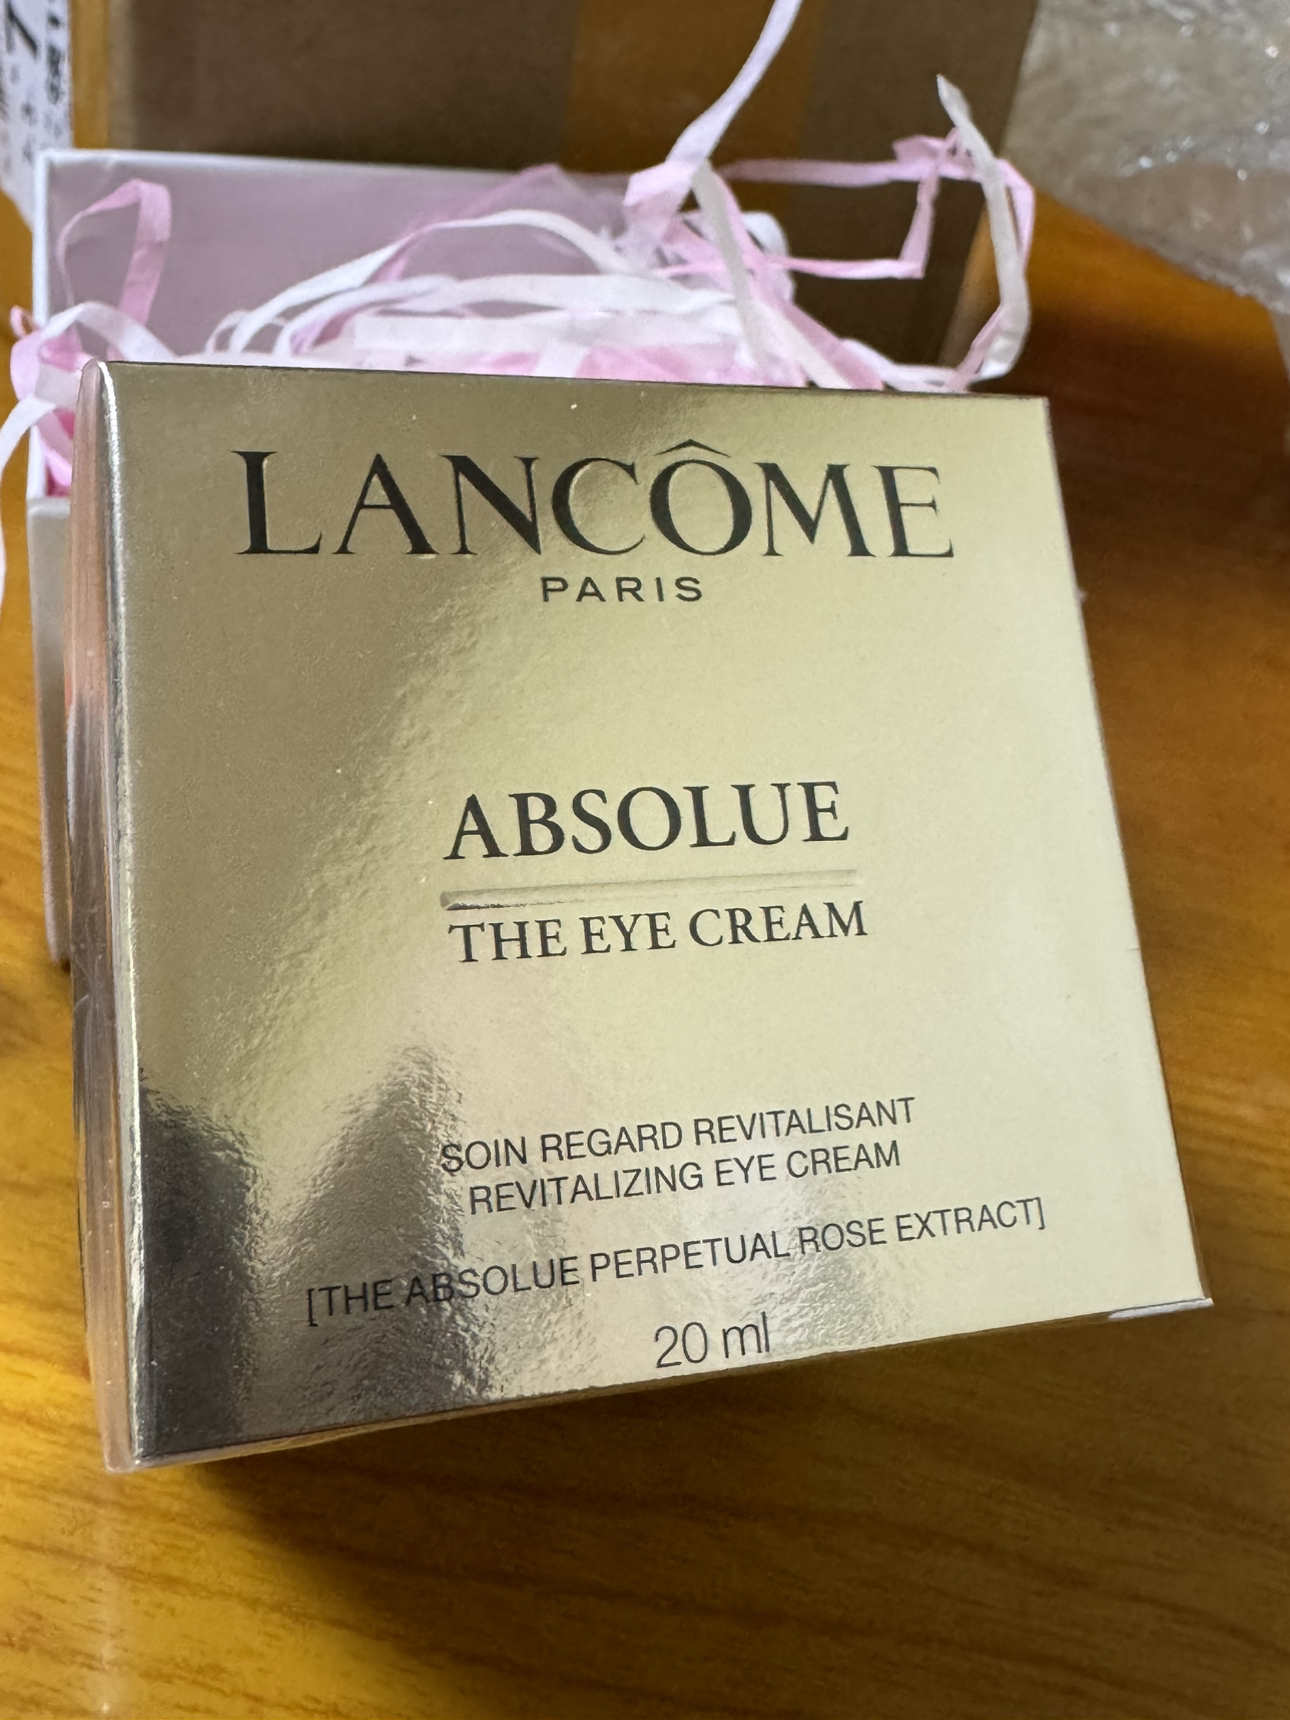 LANCÔME
PARIS
ABSOLUE
THE EYE CREAM
SOIN REGARD REVITALISANT
REVITALIZING EYE CREAM
[THE ABSOLUE PERPETUAL ROSE EXTRACT]
20 ml